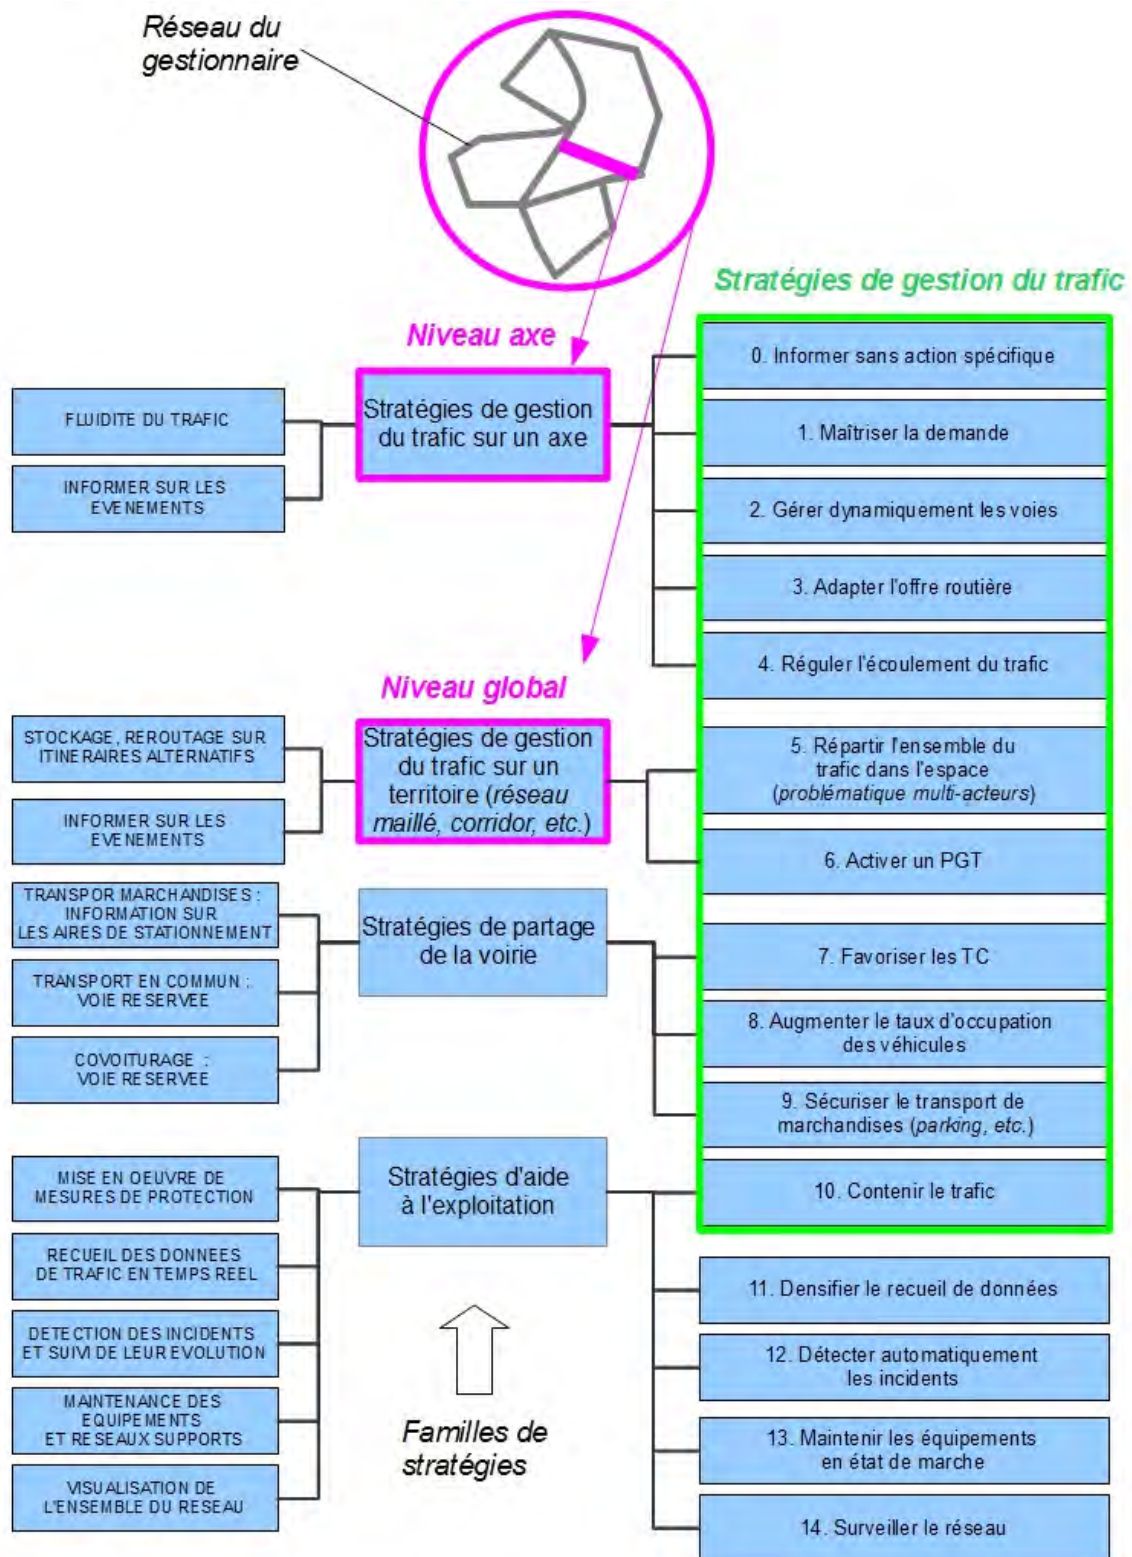 Réseau du
gestionnaire
Stratégies de gestion du trafic
Niveau axe
FLUIDITE DU TRAFIC
INFORMER SUR LES
EVENEMENTS
Stratégies de gestion
du trafic sur un axe
0. Informer sans action spécifique
1. Maîtriser la demande
2. Gérer dynamiquement les voies
3. Adapter l'offre routière
4. Réguler l'écoulement du trafic
Niveau global
STOCKAGE, REROUTAGE SUR
ITINERAIRES ALTERNATIFS
INFORMER SUR LES
EVENEMENTS
Stratégies de gestion
du trafic sur un
territoire (réseau
maillé, corridor, etc.)
5. Répartir l'ensemble du
trafic dans l'espace
(problématique multi-acteurs)
6. Activer un PGT
TRANSPOR MARCHANDISES :
INFORMATION SUR
LES AIRES DE STATIONNEMENT
TRANSPORT EN COMMUN :
VOIE RESERVEE
COVOITURAGE :
VOIE RESERVEE
Stratégies de partage
de la voirie
7. Favoriser les TC
8. Augmenter le taux d'occupation
des véhicules
9. Sécuriser le transport de
marchandises (parking, etc.)
MISE EN OEUVRE DE
MESURES DE PROTECTION
RECUEIL DES DONNEES
DE TRAFIC EN TEMPS REEL
DETECTION DES INCIDENTS
ET SUIVI DE LEUR EVOLUTION
MAINTENANCE DES
EQUIPEMENTS
ET RESEAUX SUPPORTS
VISUALISATION DE
L'ENSEMBLE DU RESEAU
Stratégies d'aide
à l'exploitation
10. Contenir le trafic
11. Densifier le recueil de données
12. Détecter automatiquement
les incidents
13. Maintenir les équipements
en état de marche
14. Surveiller le réseau
Familles de
stratégies